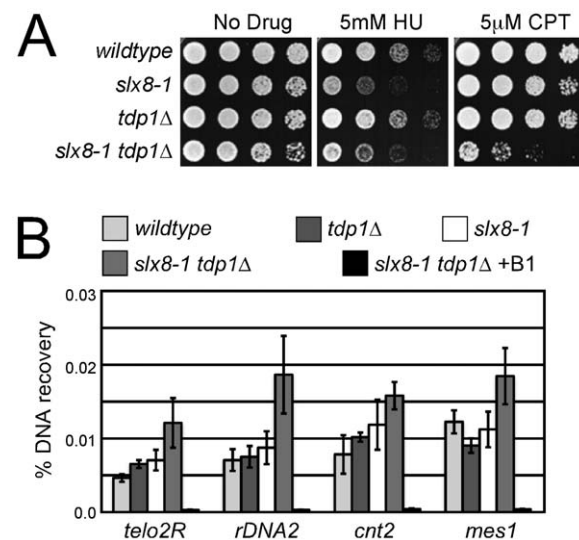 A
No Drug 5mM HU 5μM CPT
wildtype
slx8-1
tdp1Δ
slx8-1 tdp1Δ
B
wildtype tdp1Δ slx8-1
slx8-1 tdp1Δ slx8-1 tdp1Δ +B1
% DNA recovery
0.03
0.02
0.01
0.0
telo2R rDNA2 cnt2 mes1